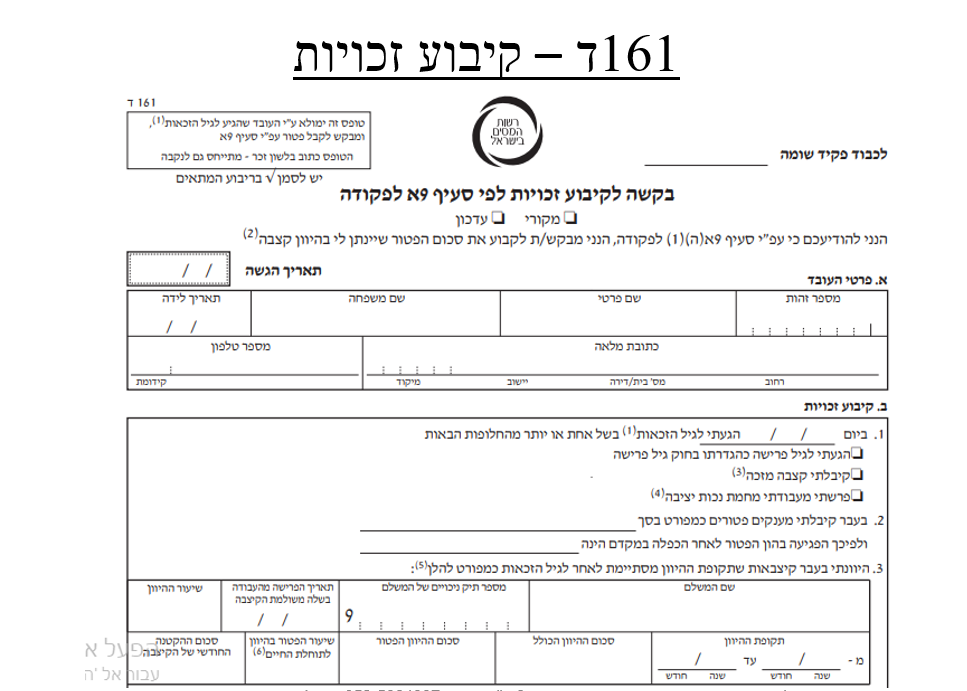 161ד – קיבוע זכויות
161 ד
טופס זה ימולא ע"י העובד שהגיע לגיל הזכאות(1),
ומבקש לקבל פטור עפ"י סעיף 9א
הטופס כתוב בלשון זכר - מתייחס גם לנקבה
יש לסמן √ בריבוע המתאים
רשות
המסים
בישראל
לכבוד פקיד שומה
בקשה לקיבוע זכויות לפי סעיף 9א לפקודה
❏ מקורי ❏ עדכון
הנני להודיעכם כי עפ"י סעיף 9א(ה)(1) לפקודה, הנני מבקש/ת לקבוע את סכום הפטור שיינתן לי בהיוון קצבה(2)
תאריך הגשה / /
א. פרטי העובד
מספר זהות שם פרטי שם משפחה תאריך לידה
/ /
כתובת מלאה מספר טלפון
רחוב מס' בית/דירה יישוב מיקוד קידומת
ב. קיבוע זכויות
1. ביום / / הגעתי לגיל הזכאות(1) בשל אחת או יותר מהחלופות הבאות
❏הגעתי לגיל פרישה כהגדרתו בחוק גיל פרישה
❏קיבלתי קצבה מזכה(3)
❏פרשתי מעבודתי מחמת נכות יציבה(4)
2. בעבר קיבלתי מענקים פטורים כמפורט בסך
ולפיכך הפגיעה בהון הפטור לאחר הכפלה במקדם הינה
3. היוונתי בעבר קיצבאות שתקופת ההיוון מסתיימת לאחר לגיל הזכאות כמפורט להלן(5):
שם המשלם מספר תיק ניכויים של המשלם תאריך הפרישה מהעבודה שיעור ההיוון
בשלה משולמת הקיצבה
9 / /
תקופת ההיוון סכום ההיוון הכולל סכום ההיוון הפטור שיעור הפטור בהיוון סכום ההקטנה
לתוחלת החיים(6) החודשי של הקיצבה
מ- / עד /
חודש שנה חודש שנה
הפעל א
עבור אל 'ה